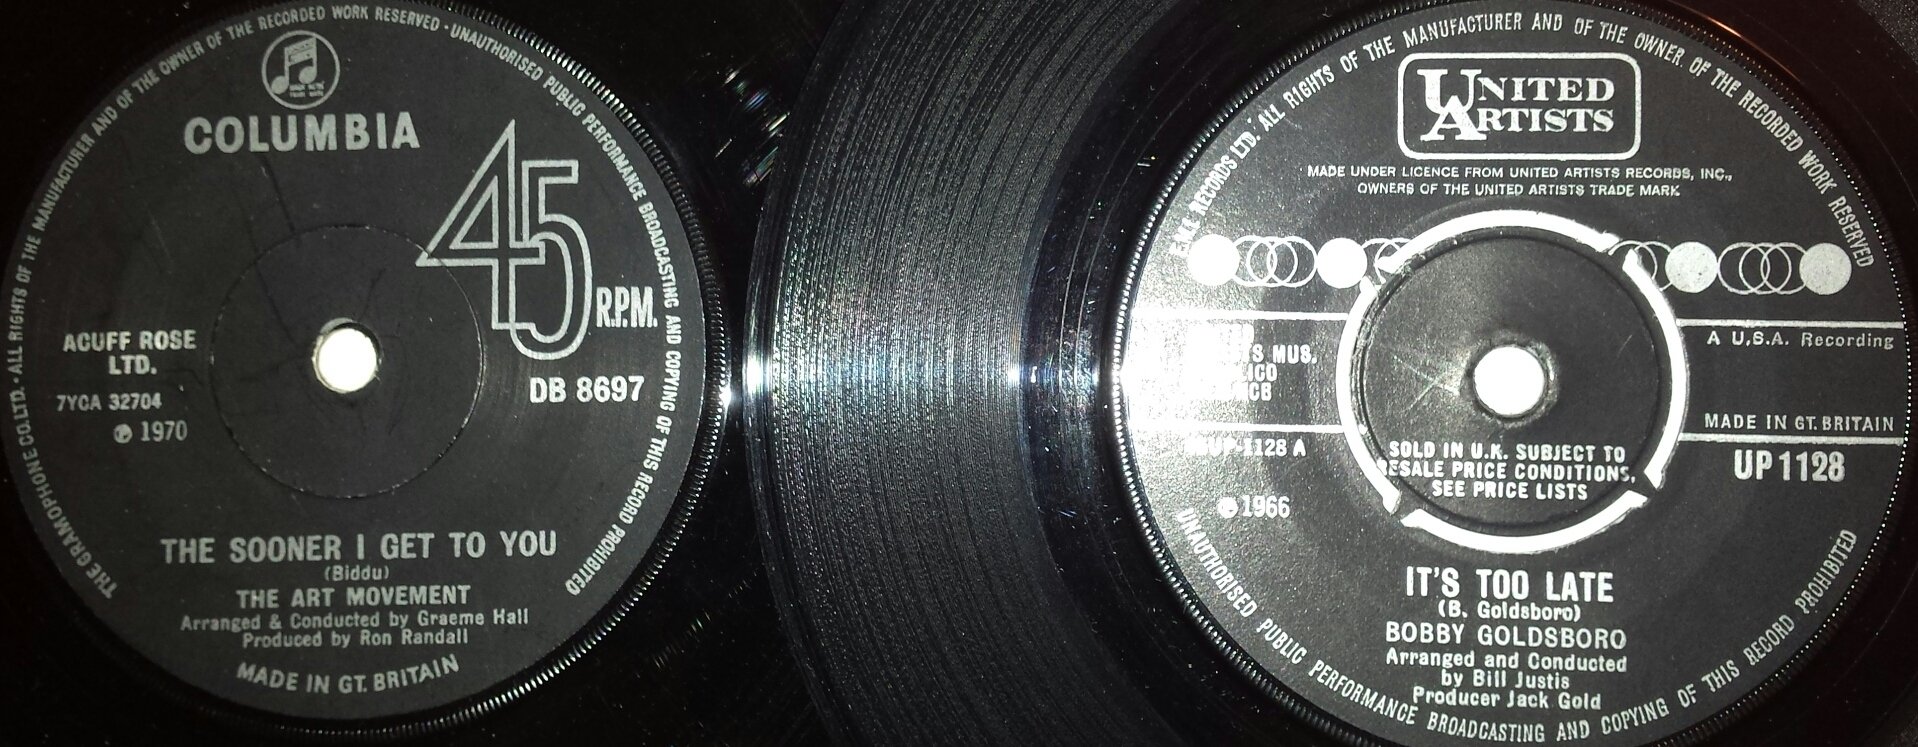 THE GRAMOPHONE CO. LTD. · ALL RIGHTS OF THE MANUFACTURER AND OF THE OWNER OF THE RECORDED WORK RESERVED · UNAUTHORISED PUBLIC PERFORMANCE BROADCASTING AND COPYING OF THIS RECORD PROHIBITED
COLUMBIA
45 R.P.M.
ACUFF ROSE
LTD.
7YCA 32704
℗ 1970
DB 8697
THE SOONER I GET TO YOU
(Biddu)
THE ART MOVEMENT
Arranged & Conducted by Graeme Hall
Produced by Ron Randall
MADE IN GT. BRITAIN
RECORDS LTD. ALL RIGHTS OF THE MANUFACTURER AND OF THE OWNER OF THE RECORDED WORK RESERVED
UNITED
ARTISTS
MADE UNDER LICENCE FROM UNITED ARTISTS RECORDS, INC.,
OWNERS OF THE UNITED ARTISTS TRADE MARK
A U.S.A. Recording
MUS.
MADE IN GT. BRITAIN
1128 A
UP 1128
℗ 1966
SOLD IN U.K. SUBJECT TO
RESALE PRICE CONDITIONS,
SEE PRICE LISTS
IT'S TOO LATE
(B. Goldsboro)
BOBBY GOLDSBORO
Arranged and Conducted
by Bill Justis
Producer Jack Gold
UNAUTHORISED PUBLIC PERFORMANCE BROADCASTING AND COPYING OF THIS RECORD PROHIBITED